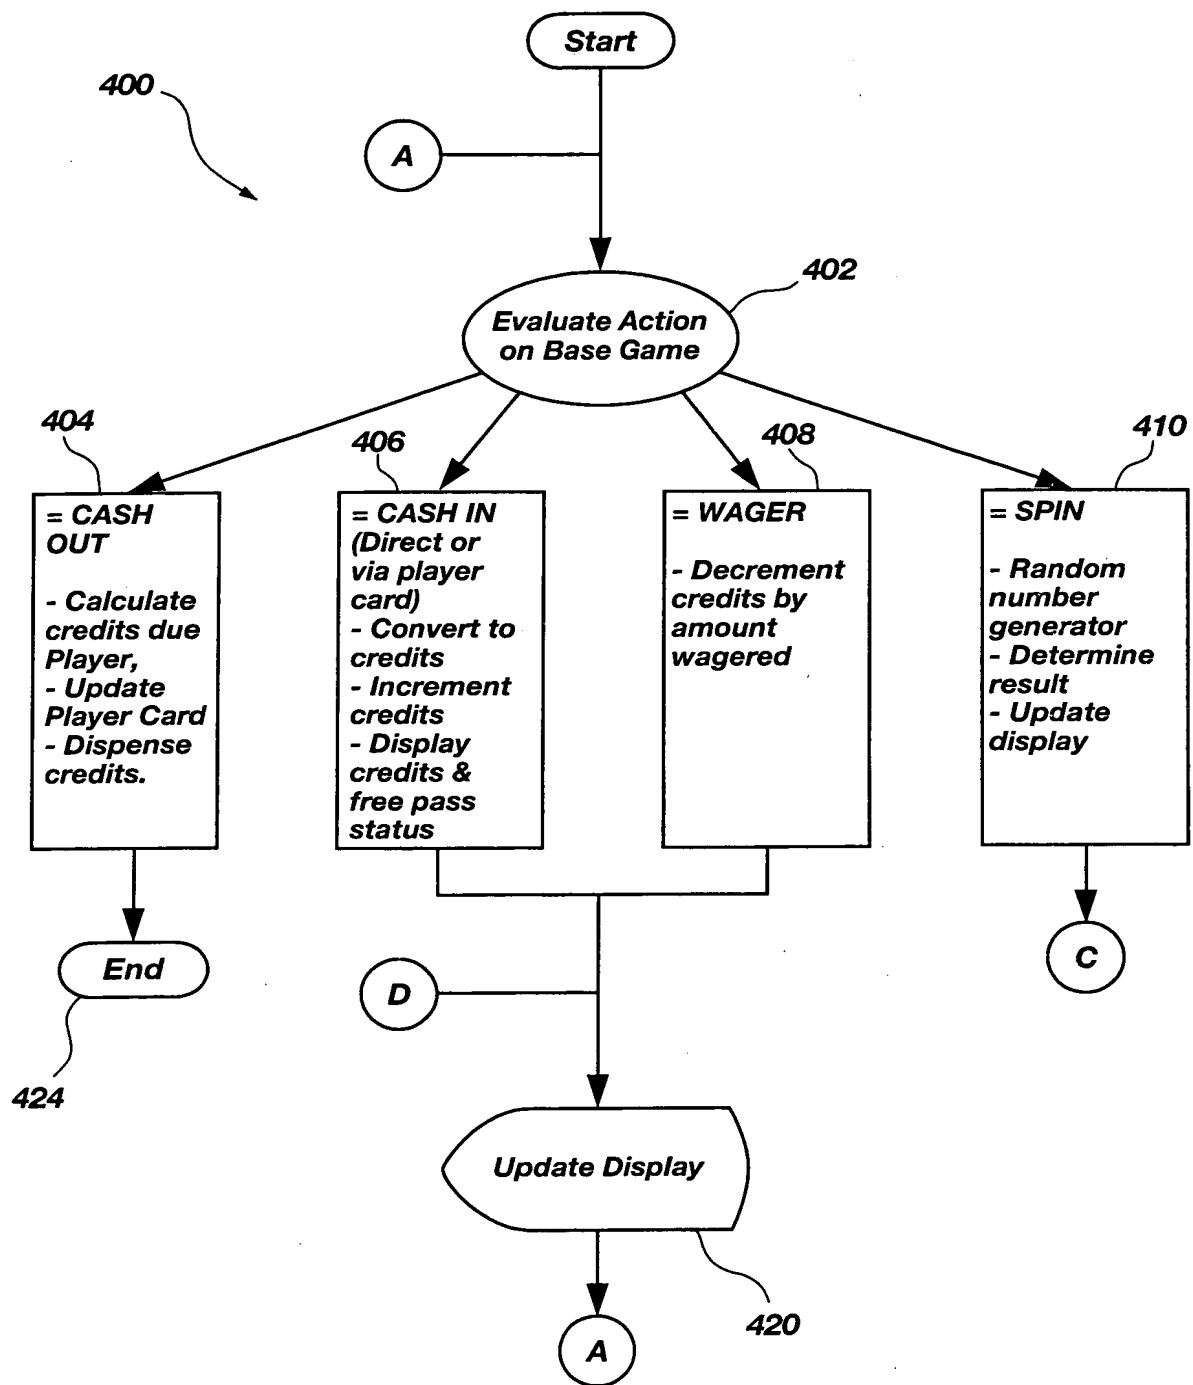 Start
400
A
402
Evaluate Action
on Base Game
404
406
408
410
= CASH
OUT
- Calculate
credits due
Player,
- Update
Player Card
- Dispense
credits.
= CASH IN
(Direct or
via player
card)
- Convert to
credits
- Increment
credits
- Display
credits &
free pass
status
= WAGER
- Decrement
credits by
amount
wagered
= SPIN
- Random
number
generator
- Determine
result
- Update
display
End
424
D
C
Update Display
420
A